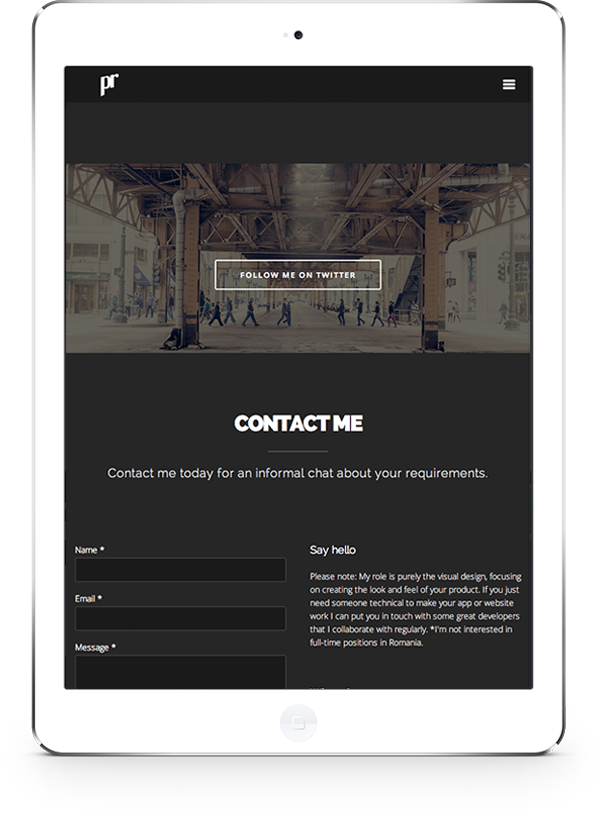 pr
FOLLOW ME ON TWITTER
CONTACT ME
Contact me today for an informal chat about your requirements.
Name *
Email *
Message *
Say hello
Please note: My role is purely the visual design, focusing
on creating the look and feel of your product. If you just
need someone technical to make your app or website
work I can put you in touch with some great developers
that I collaborate with regularly. *I'm not interested in
full-time positions in Romania.